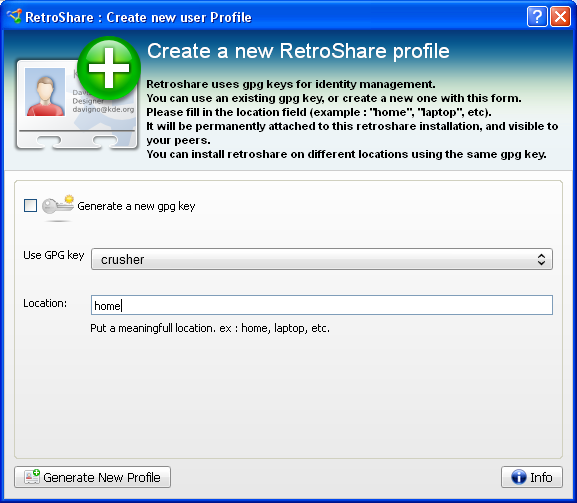 RetroShare : Create new user Profile
Create a new RetroShare profile
Designer
davigno@kde.org
Retroshare uses gpg keys for identity management.
You can use an existing gpg key, or create a new one with this form.
Please fill in the location field (example : "home", "laptop", etc).
It will be permanently attached to this retroshare installation, and visible to
your peers.
You can install retroshare on different locations using the same gpg key.
Generate a new gpg key
Use GPG key
crusher
Location:
home
Put a meaningfull location. ex : home, laptop, etc.
Generate New Profile
Info